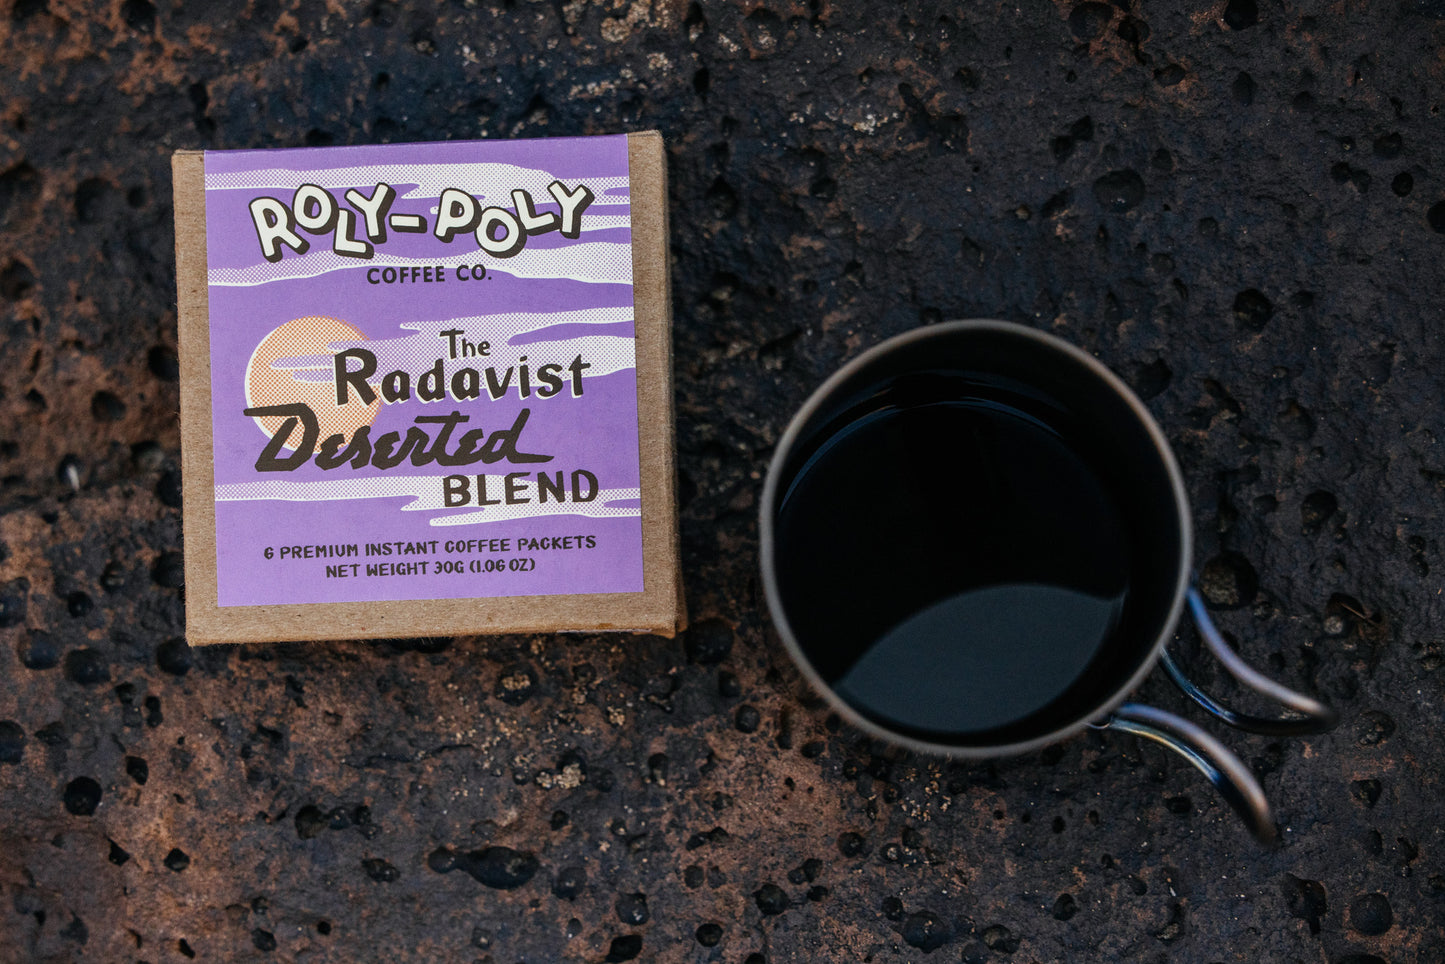 ROLY-POLY
COFFEE CO.
The
Radavist
Deserted
BLEND
6 PREMIUM INSTANT COFFEE PACKETS
NET WEIGHT 30G (1.06 OZ)